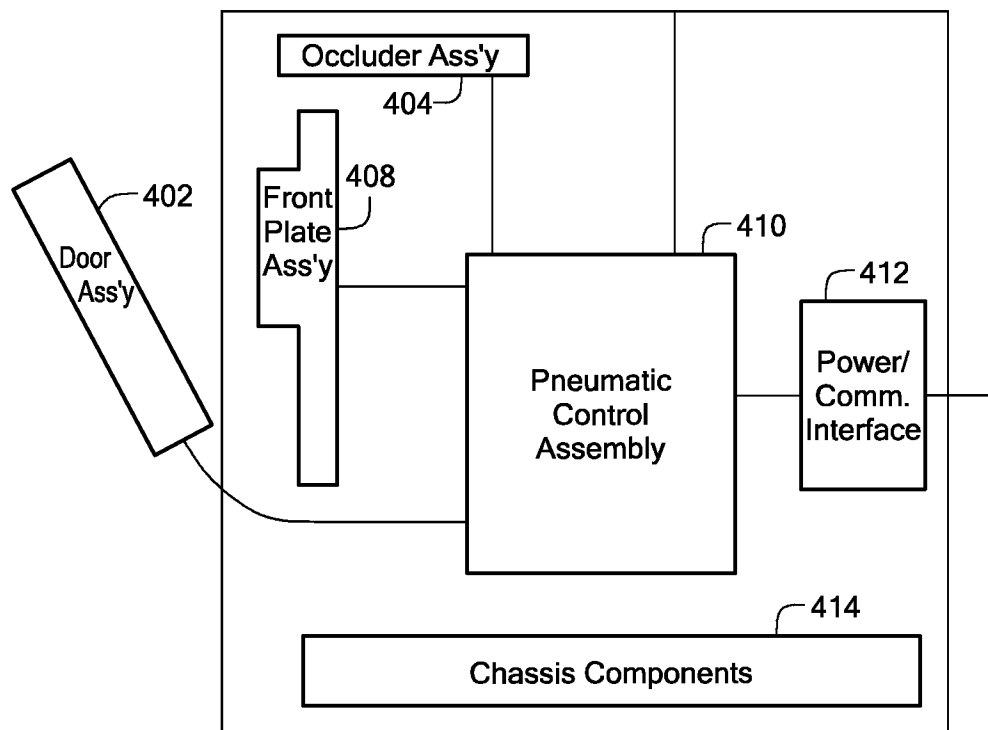 Occluder Ass'y
404
402
408
Front
Plate
Ass'y
Door
Ass'y
410
412
Pneumatic
Control
Assembly
Power/
Comm.
Interface
414
Chassis Components